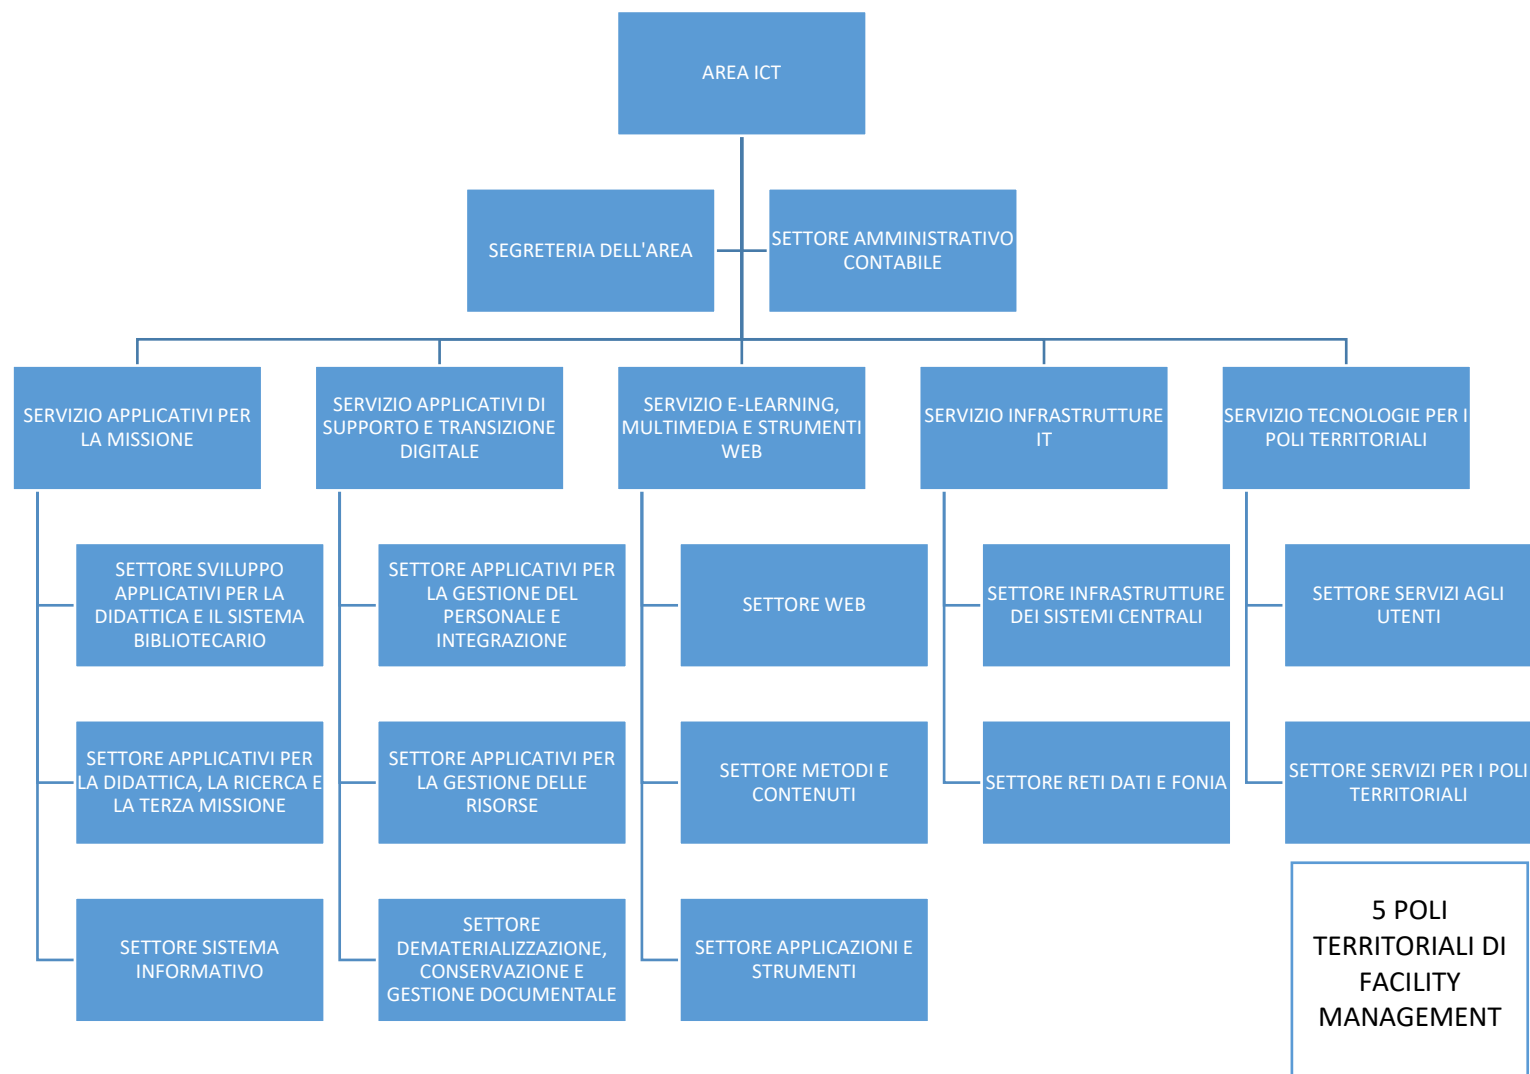 AREA ICT
SEGRETERIA DELL'AREA
SETTORE AMMINISTRATIVO
CONTABILE
SERVIZIO APPLICATIVI PER
LA MISSIONE
SERVIZIO APPLICATIVI DI
SUPPORTO E TRANSIZIONE
DIGITALE
SERVIZIO E-LEARNING,
MULTIMEDIA E STRUMENTI
WEB
SERVIZIO INFRASTRUTTURE
IT
SERVIZIO TECNOLOGIE PER I
POLI TERRITORIALI
SETTORE SVILUPPO
APPLICATIVI PER LA
DIDATTICA E IL SISTEMA
BIBLIOTECARIO
SETTORE APPLICATIVI PER
LA GESTIONE DEL
PERSONALE E
INTEGRAZIONE
SETTORE WEB
SETTORE INFRASTRUTTURE
DEI SISTEMI CENTRALI
SETTORE SERVIZI AGLI
UTENTI
SETTORE APPLICATIVI PER
LA DIDATTICA, LA RICERCA E
LA TERZA MISSIONE
SETTORE APPLICATIVI PER
LA GESTIONE DELLE
RISORSE
SETTORE METODI E
CONTENUTI
SETTORE RETI DATI E FONIA
SETTORE SERVIZI PER I POLI
TERRITORIALI
SETTORE SISTEMA
INFORMATIVO
SETTORE
DEMATERIALIZZAZIONE,
CONSERVAZIONE E
GESTIONE DOCUMENTALE
SETTORE APPLICAZIONI E
STRUMENTI
5 POLI
TERRITORIALI DI
FACILITY
MANAGEMENT